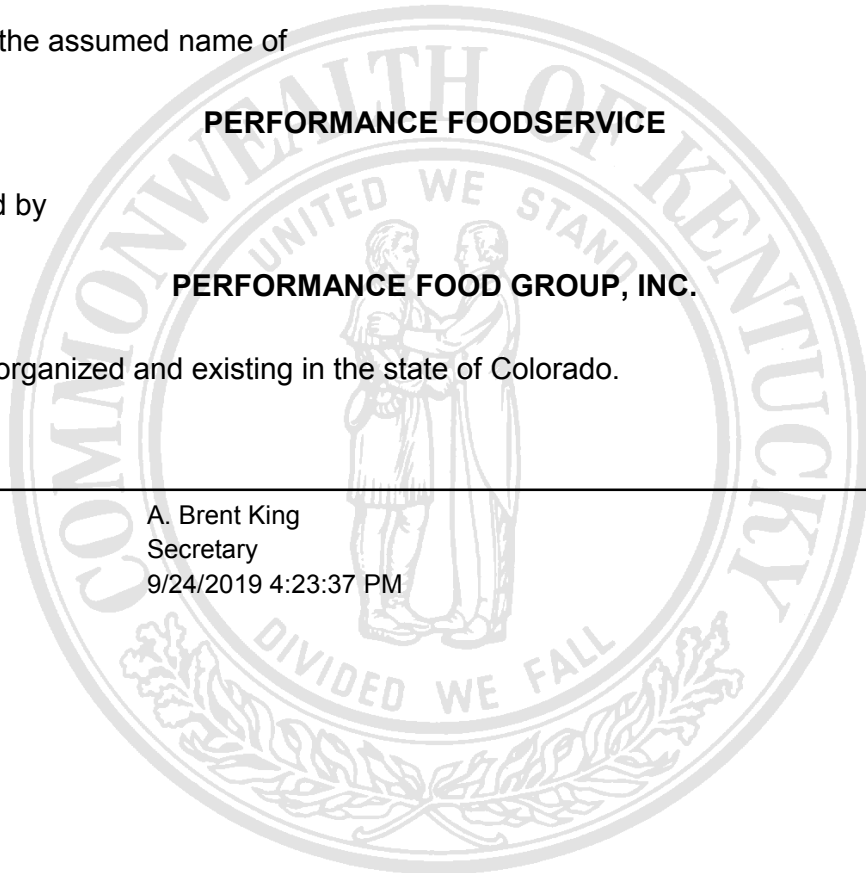 the assumed name of
PERFORMANCE FOODSERVICE
d by
PERFORMANCE FOOD GROUP, INC.
organized and existing in the state of Colorado.
A. Brent King
Secretary
9/24/2019 4:23:37 PM
COMMONWEALTH OF KENTUCKY
UNITED WE STAND
DIVIDED WE FALL